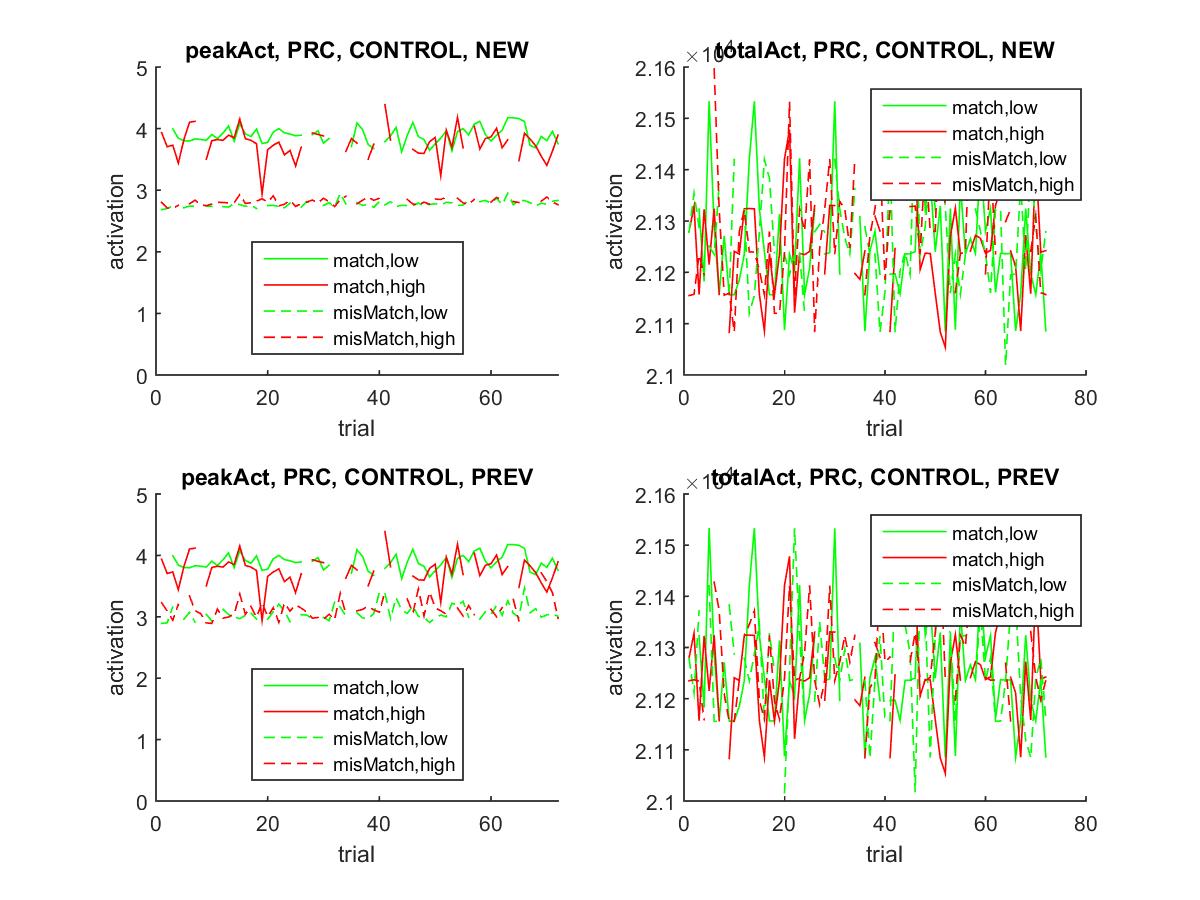 peakAct, PRC, CONTROL, NEW
5
4
3
2
1
0
activation
0 20 40 60
trial
match,low
match,high
misMatch,low
misMatch,high
totalAct, PRC, CONTROL, NEW
×10⁴
2.16
2.15
2.14
2.13
2.12
2.11
2.1
activation
0 20 40 60 80
trial
match,low
match,high
misMatch,low
misMatch,high
peakAct, PRC, CONTROL, PREV
5
4
3
2
1
0
activation
0 20 40 60
trial
match,low
match,high
misMatch,low
misMatch,high
totalAct, PRC, CONTROL, PREV
×10⁴
2.16
2.15
2.14
2.13
2.12
2.11
2.1
activation
0 20 40 60 80
trial
match,low
match,high
misMatch,low
misMatch,high